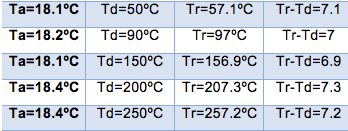 Ta=18.1ºC Td=50ºC Tr=57.1ºC Tr-Td=7.1
Ta=18.2ºC Td=90ºC Tr=97ºC Tr-Td=7
Ta=18.1ºC Td=150ºC Tr=156.9ºC Tr-Td=6.9
Ta=18.4ºC Td=200ºC Tr=207.3ºC Tr-Td=7.3
Ta=18.4ºC Td=250ºC Tr=257.2ºC Tr-Td=7.2